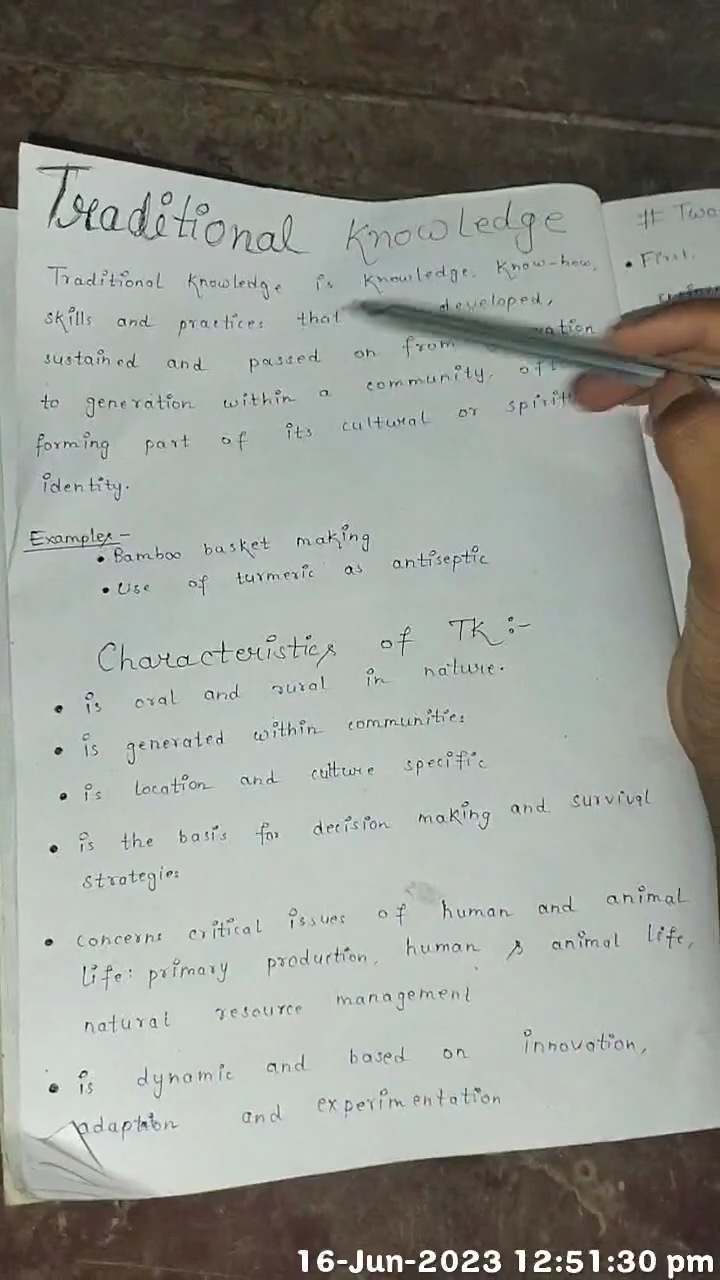 Traditional Knowledge
Traditional Knowledge is Knowledge, Know-how,
skills and practices that developed,
sustained and passed on from
to generation within a community,
forming part of its cultural or
identity.
Examples-
• Bamboo basket making
• Use of turmeric as antiseptic
Characteristics of TK:-
• is oral and rural in nature.
• is generated within communities
• is location and culture specific
• is the basis for decision making and survival
strategies
• concerns critical issues of human and animal
life: primary production, human & animal life,
natural resource management
• is dynamic and based on innovation,
adaption and experimentation
# Two
• First,
16-Jun-2023 12:51:30 pm